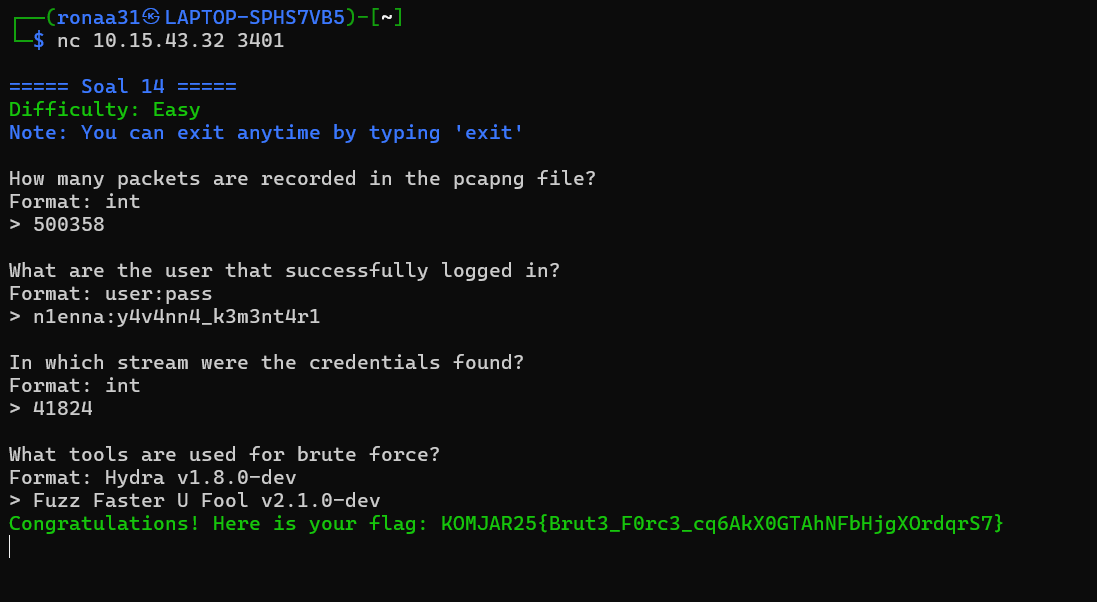 ┌──(ronaa31㉿LAPTOP-SPHS7VB5)-[~]
└─$ nc 10.15.43.32 3401
===== Soal 14 =====
Difficulty: Easy
Note: You can exit anytime by typing 'exit'
How many packets are recorded in the pcapng file?
Format: int
> 500358
What are the user that successfully logged in?
Format: user:pass
> n1enna:y4v4nn4_k3m3nt4r1
In which stream were the credentials found?
Format: int
> 41824
What tools are used for brute force?
Format: Hydra v1.8.0-dev
> Fuzz Faster U Fool v2.1.0-dev
Congratulations! Here is your flag: KOMJAR25{Brut3_F0rc3_cq6AkX0GTAhNFbHjgXOrdqrS7}